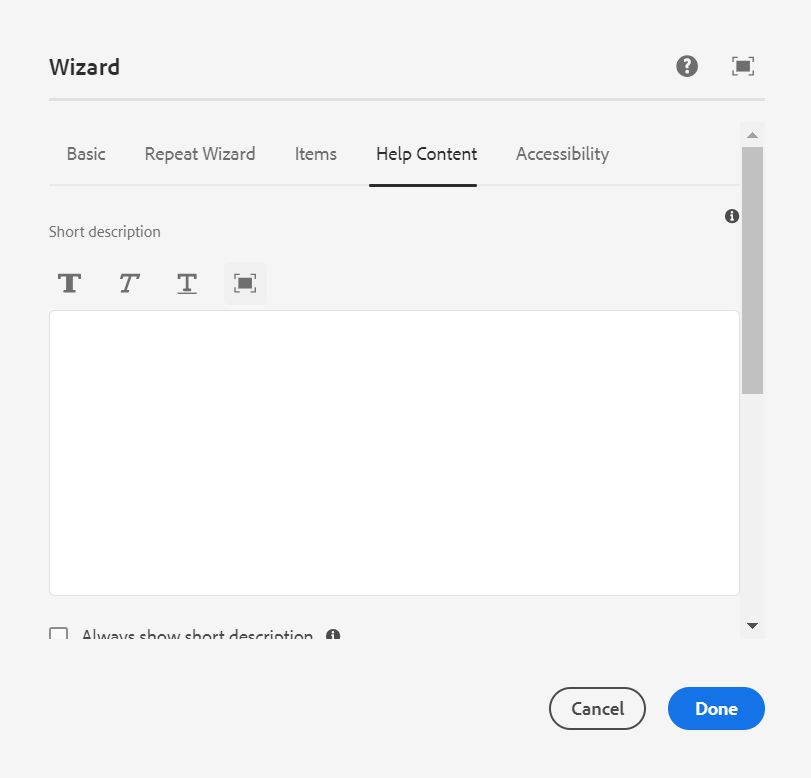 Wizard
Basic Repeat Wizard Items Help Content Accessibility
Short description
T T T
Always show short description
Cancel Done